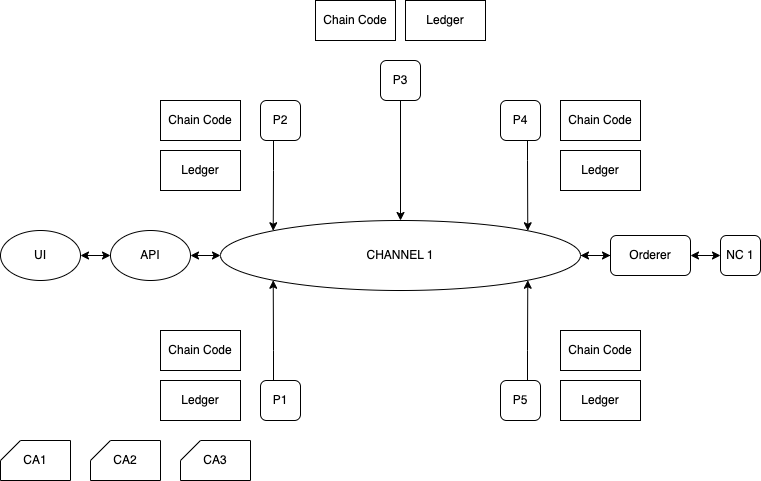 Chain Code
Ledger
P3
Chain Code
P2
P4
Chain Code
Ledger
Ledger
UI
API
CHANNEL 1
Orderer
NC 1
Chain Code
Chain Code
Ledger
P1
P5
Ledger
CA1
CA2
CA3